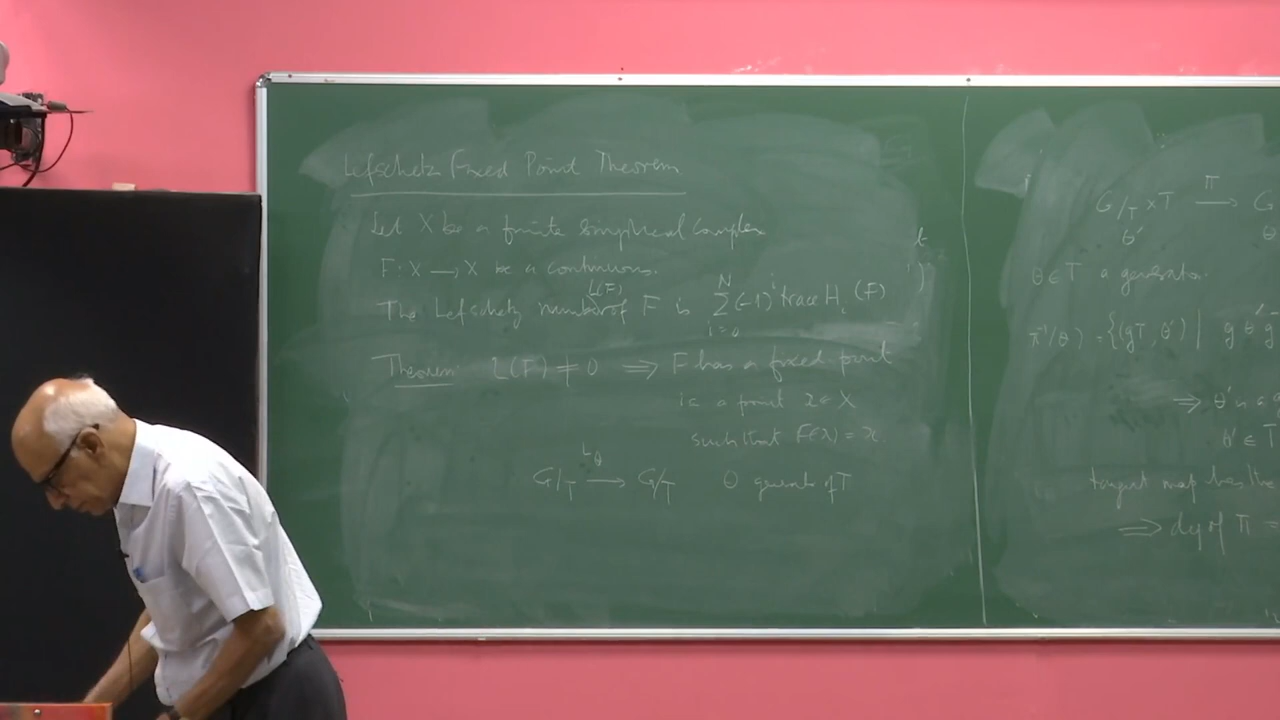 Lefschetz Fixed Point Theorem
Let X be a finite simplicial complex
F: X → X be a continuous.
L(F)
The Lefschetz number of F is N ∑ i=0 (-1)^i trace H_i (F)
Theorem L(F) ≠ 0 ⟹ F has a fixed point
ie a point x ∈ X
such that F(x) = x.
G/T →^{L_θ} G/T θ generator of T
G/T × T →^π G
θ' θ
θ ∈ T a generator.
π^{-1}(θ) = {(gT, θ') | g θ' g^-
⟹ θ' is a g
θ' ∈ T
tangent map has the
⟹ deg of π =